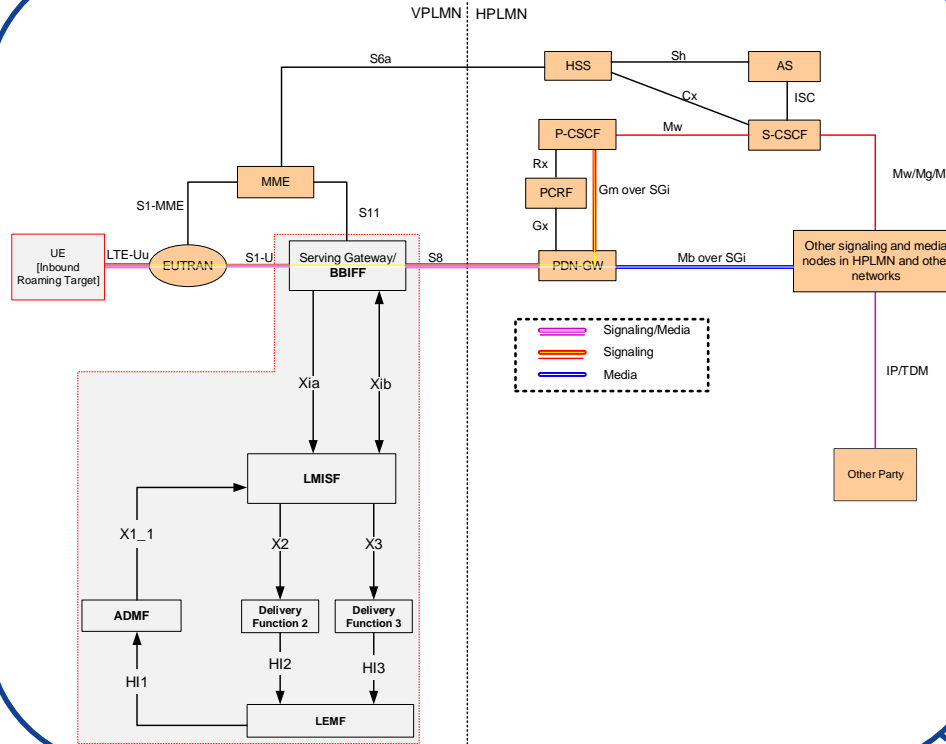 VPLMN HPLMN
S6a
HSS
Sh
AS
Cx
ISC
P-CSCF
Mw
S-CSCF
Rx
MME
PCRF
Gm over SGi
Mw/Mg/M
S1-MME
S11
Gx
UE
[Inbound
Roaming Target]
LTE-Uu
EUTRAN
S1-U
Serving Gateway/
BBIFF
S8
PDN-GW
Mb over SGi
Other signaling and media
nodes in HPLMN and othe
networks
Signaling/Media
Signaling
Media
Xia
Xib
IP/TDM
LMISF
Other Party
X1_1
X2
X3
ADMF
Delivery
Function 2
Delivery
Function 3
HI1
HI2
HI3
LEMF